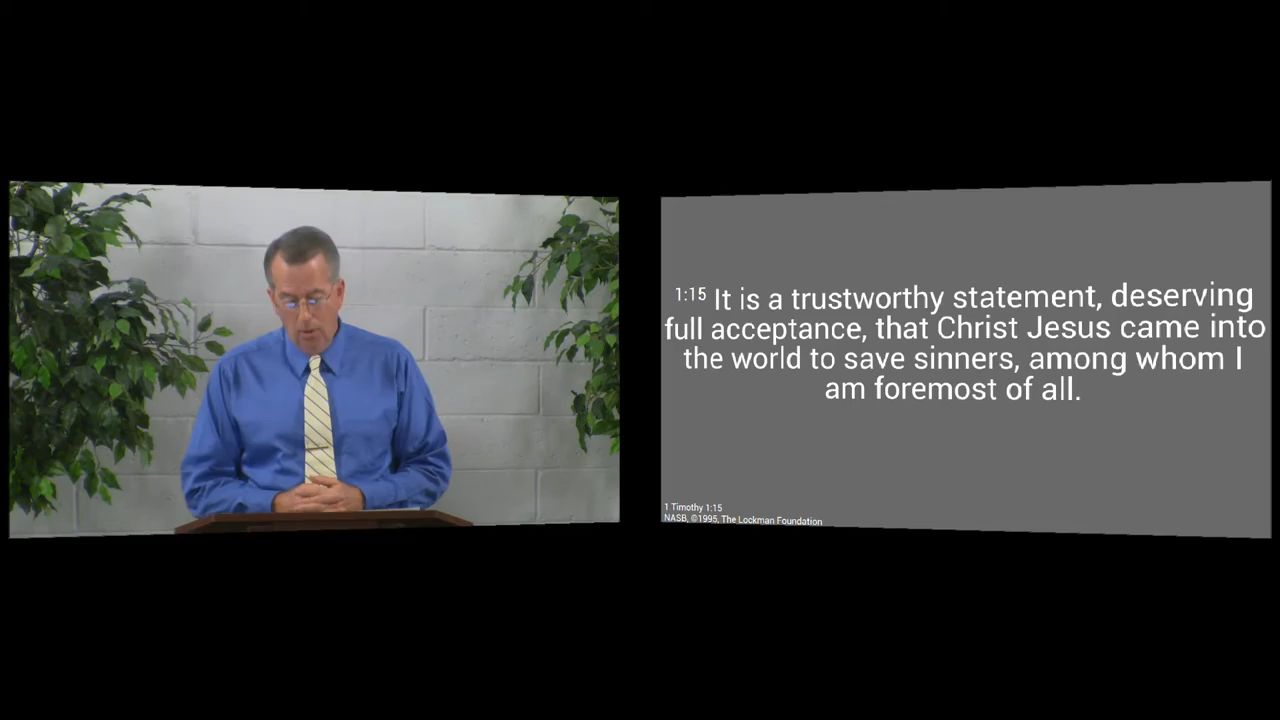 1:15 It is a trustworthy statement, deserving
full acceptance, that Christ Jesus came into
the world to save sinners, among whom I
am foremost of all.
1 Timothy 1:15
NASB, ©1995, The Lockman Foundation